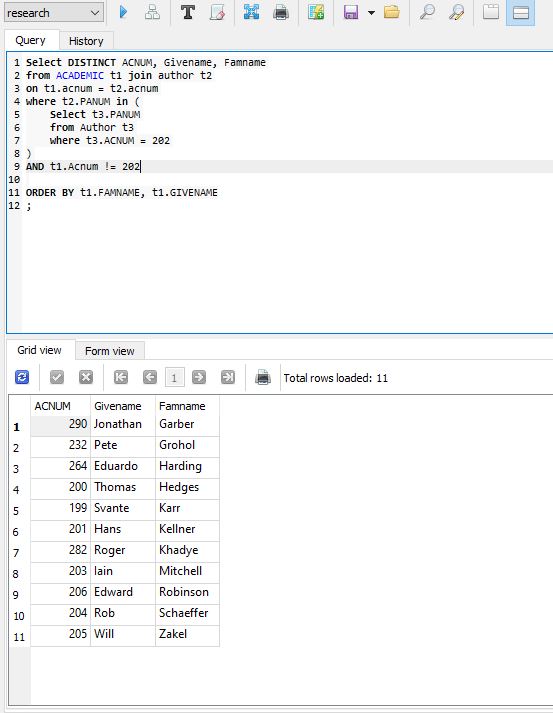 research
Query History
1 Select DISTINCT ACNUM, Givename, Famname
2 from ACADEMIC t1 join author t2
3 on t1.acnum = t2.acnum
4 where t2.PANUM in (
5 Select t3.PANUM
6 from Author t3
7 where t3.ACNUM = 202
8 )
9 AND t1.Acnum != 202
10
11 ORDER BY t1.FAMNAME, t1.GIVENAME
12 ;
Grid view Form view
1 Total rows loaded: 11
ACNUM Givename Famname
1 290 Jonathan Garber
2 232 Pete Grohol
3 264 Eduardo Harding
4 200 Thomas Hedges
5 199 Svante Karr
6 201 Hans Kellner
7 282 Roger Khadye
8 203 Iain Mitchell
9 206 Edward Robinson
10 204 Rob Schaeffer
11 205 Will Zakel